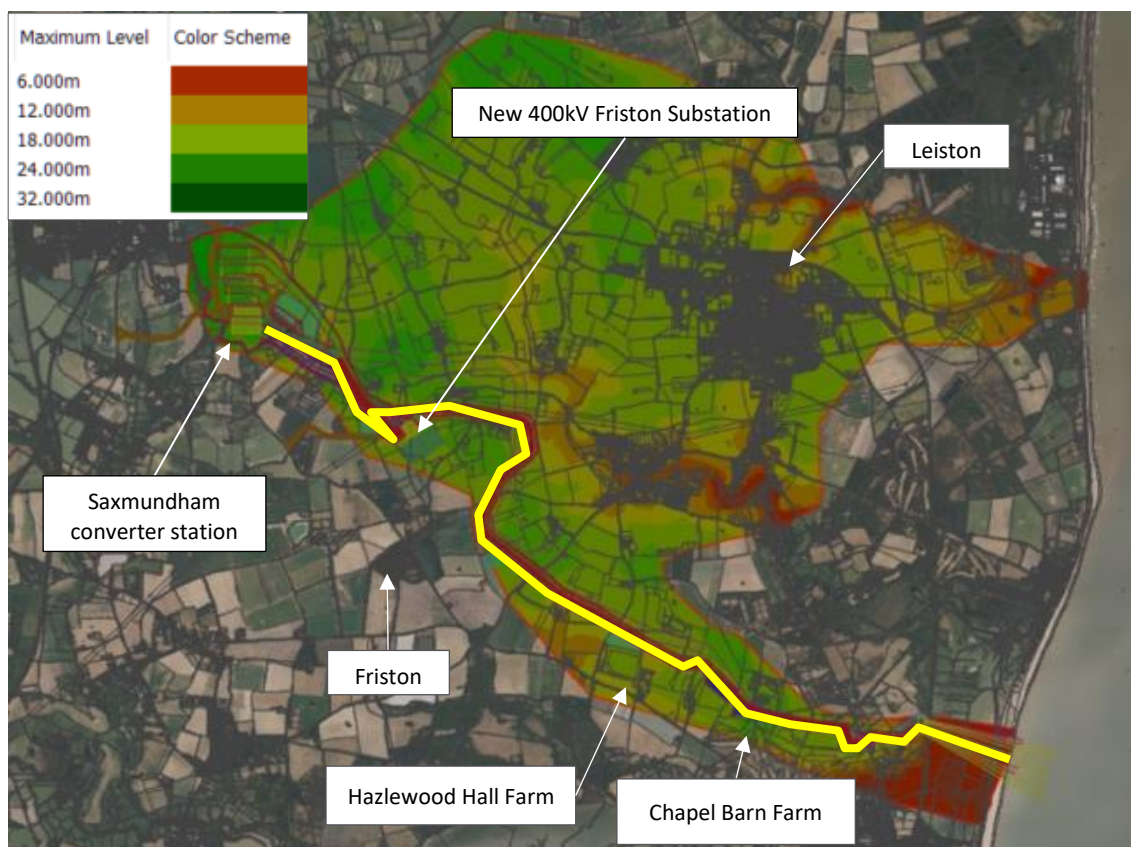 Maximum Level Color Scheme
6.000m
12.000m
18.000m
24.000m
32.000m
New 400kV Friston Substation
Leiston
Saxmundham
converter station
Friston
Hazlewood Hall Farm
Chapel Barn Farm